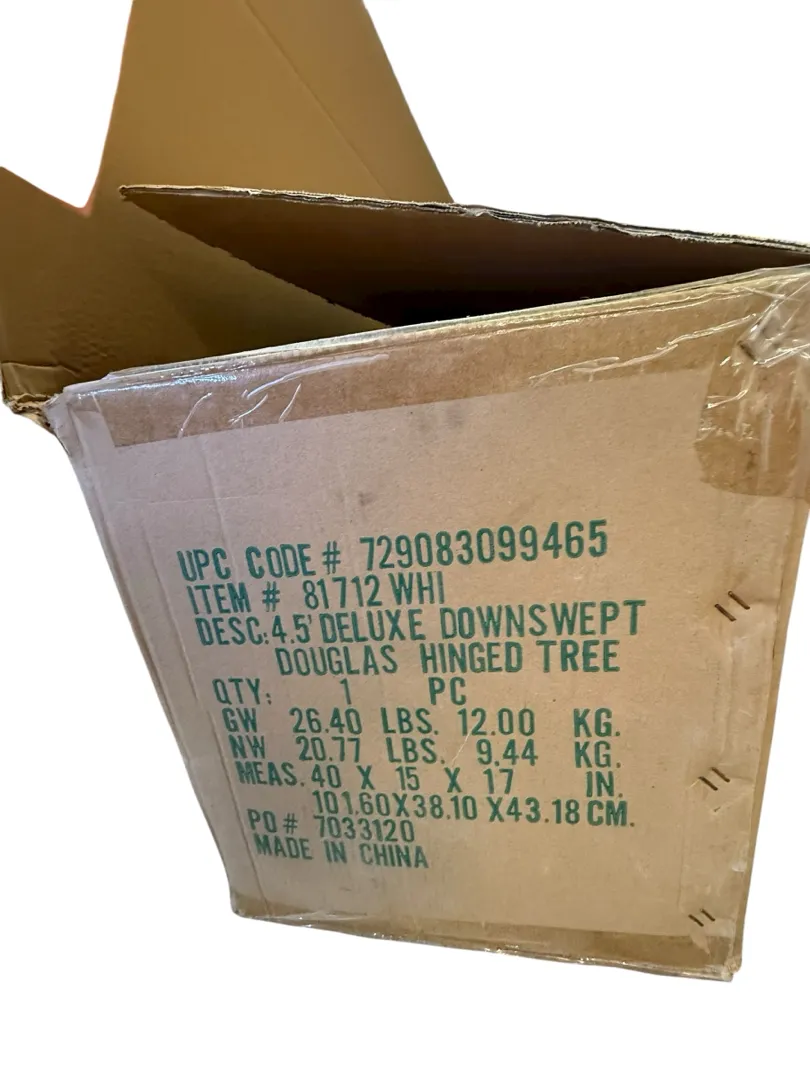 UPC CODE # 729083099465
ITEM # 81712 WHI
DESC: 4.5' DELUXE DOWNSWEPT
DOUGLAS HINGED TREE
QTY: 1 PC
GW 26.40 LBS. 12.00 KG.
NW 20.77 LBS. 9.44 KG.
MEAS. 40 X 15 X 17 IN.
101.60X38.10 X43.18 CM.
PO # 7033120
MADE IN CHINA